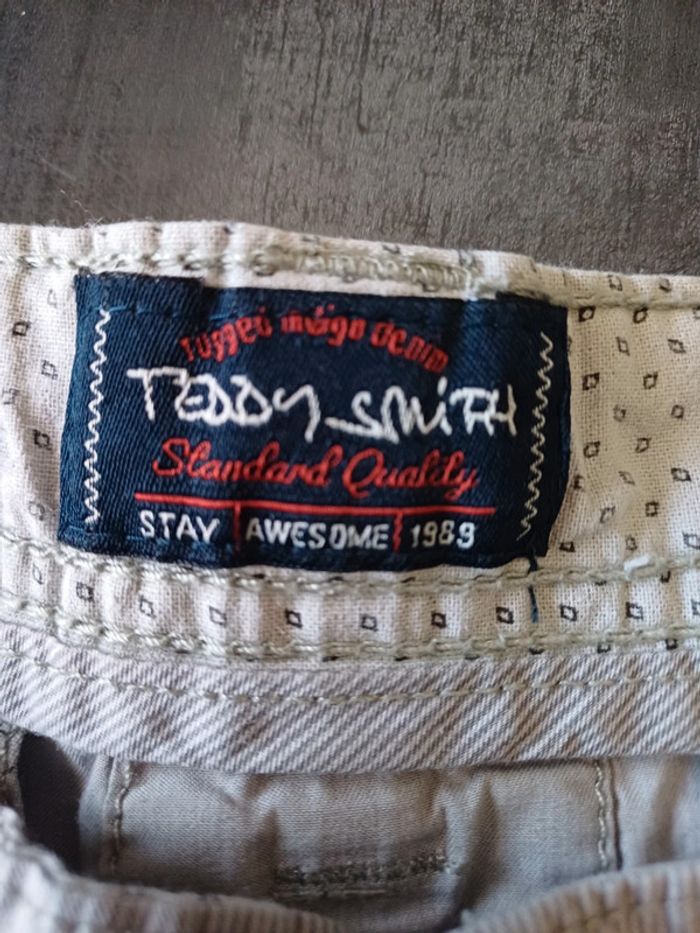 rugged indigo denim
TEDDY SMITH
Standard Quality
STAY AWESOME 1989